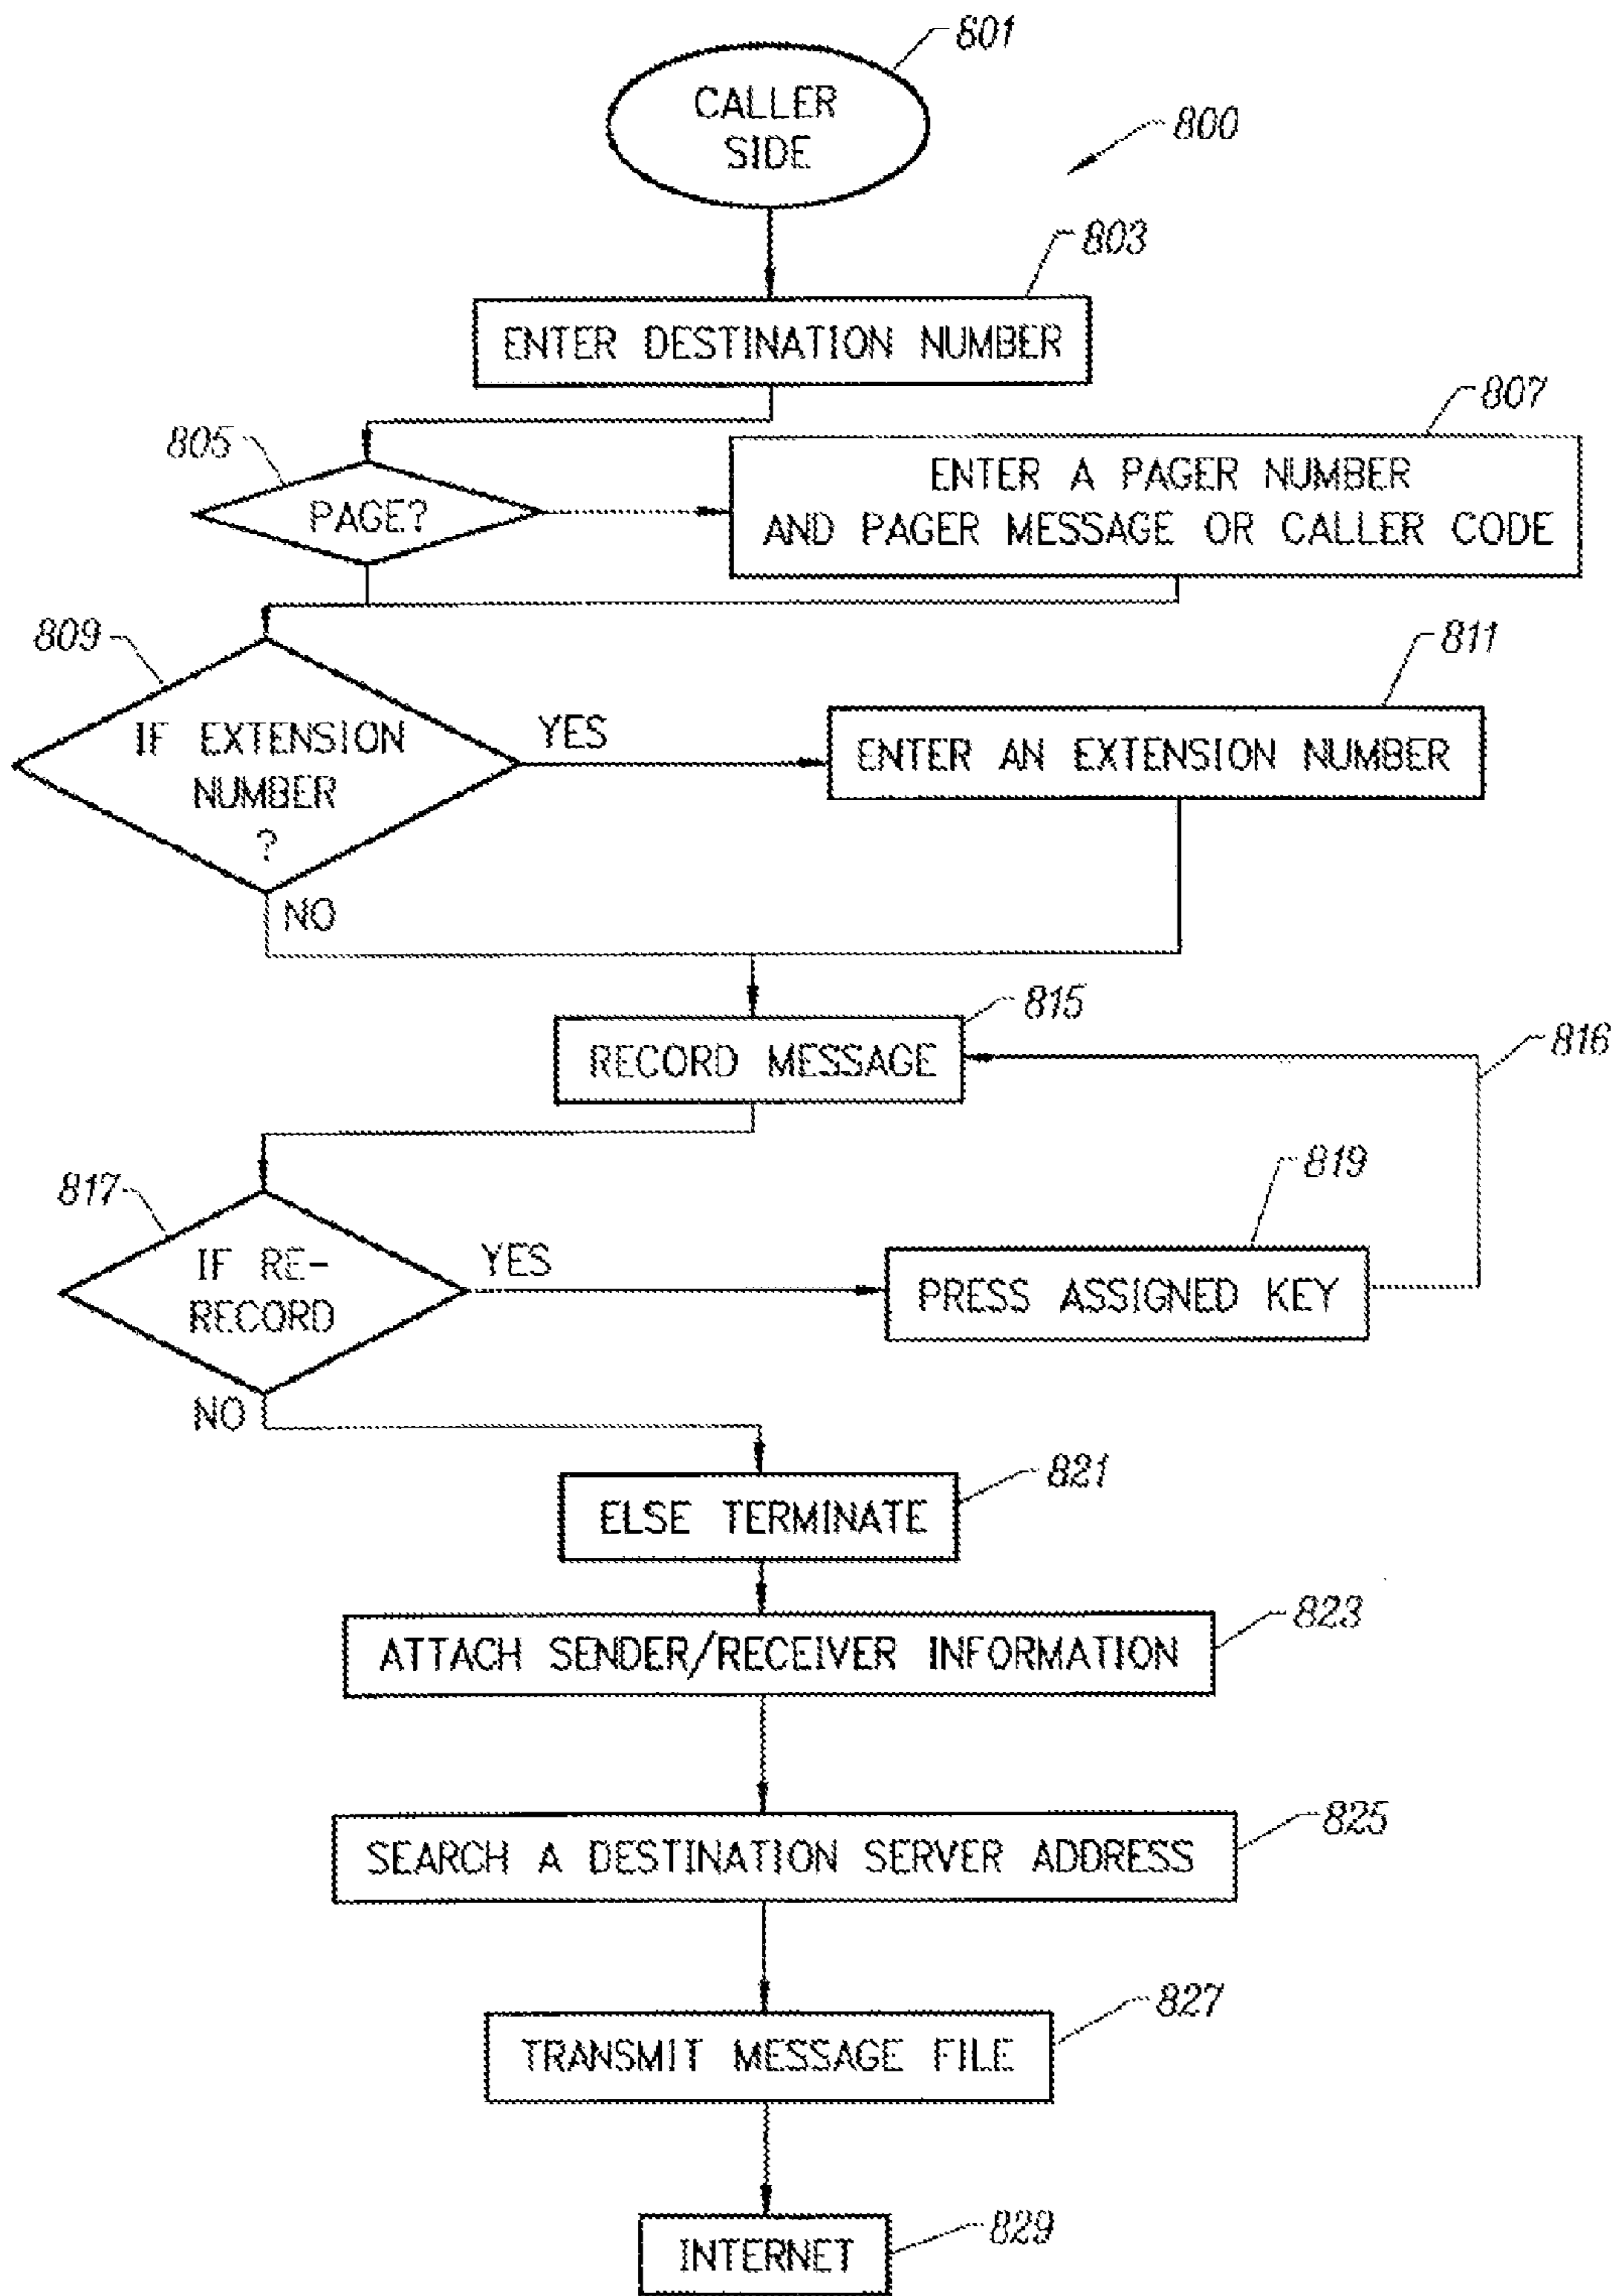 801
CALLER
SIDE
800
803
ENTER DESTINATION NUMBER
807
805
PAGE?
ENTER A PAGER NUMBER
AND PAGER MESSAGE OR CALLER CODE
809
811
IF EXTENSION
NUMBER
?
YES
ENTER AN EXTENSION NUMBER
NO
815
RECORD MESSAGE
816
817
819
IF RE-
RECORD
YES
PRESS ASSIGNED KEY
NO
821
ELSE TERMINATE
823
ATTACH SENDER/RECEIVER INFORMATION
825
SEARCH A DESTINATION SERVER ADDRESS
827
TRANSMIT MESSAGE FILE
829
INTERNET